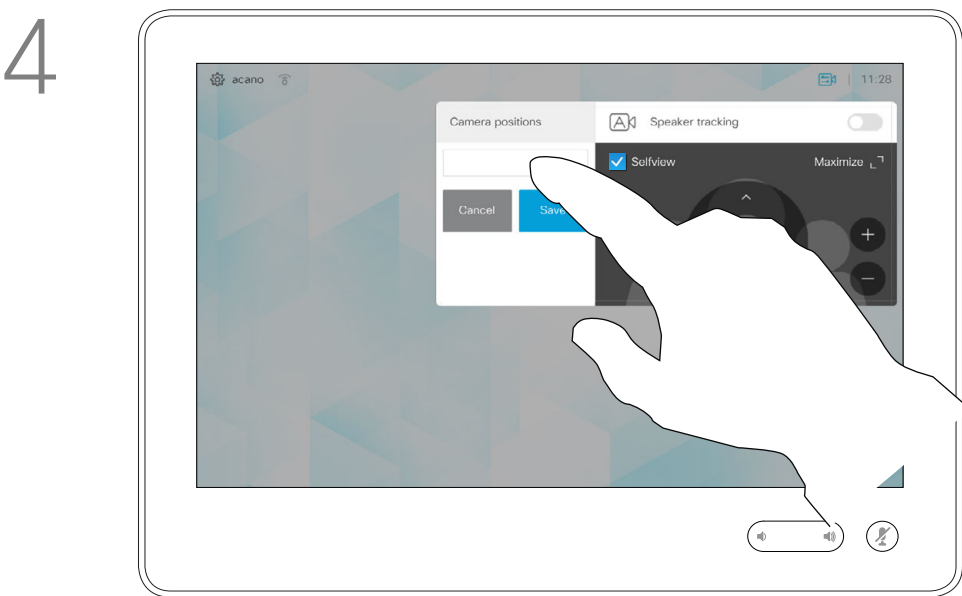 4
acano
11:28
Camera positions
Speaker tracking
Selfview
Maximize
Cancel
Save